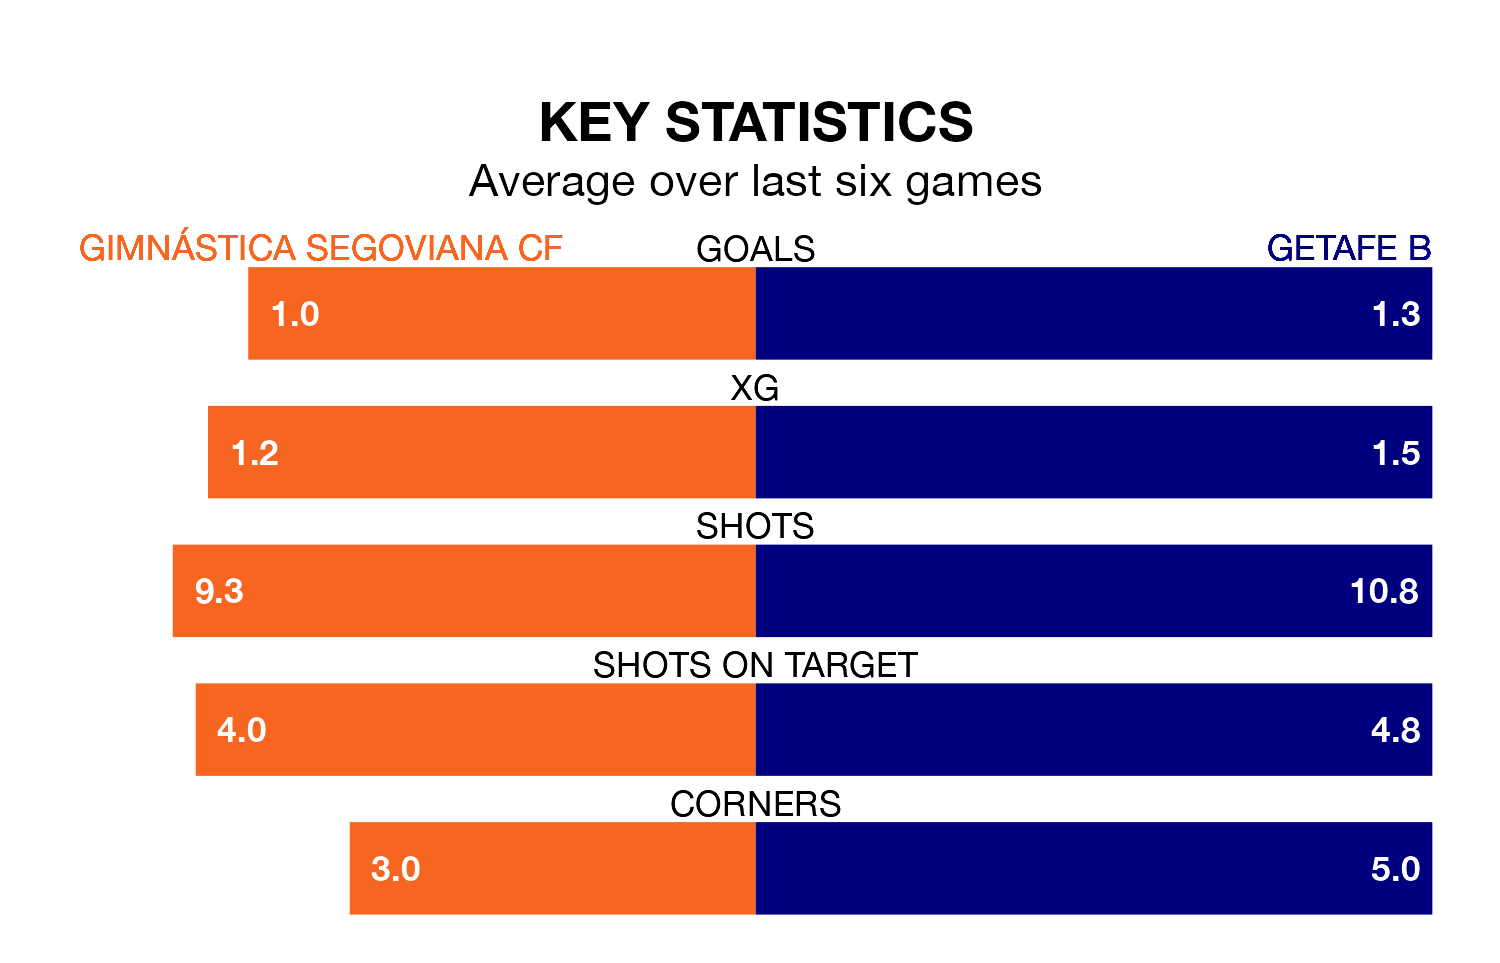 KEY STATISTICS
Average over last six games
GIMNÁSTICA SEGOVIANA CF GOALS GETAFE B
1.0 1.3
XG
1.2 1.5
SHOTS
9.3 10.8
SHOTS ON TARGET
4.0 4.8
CORNERS
3.0 5.0